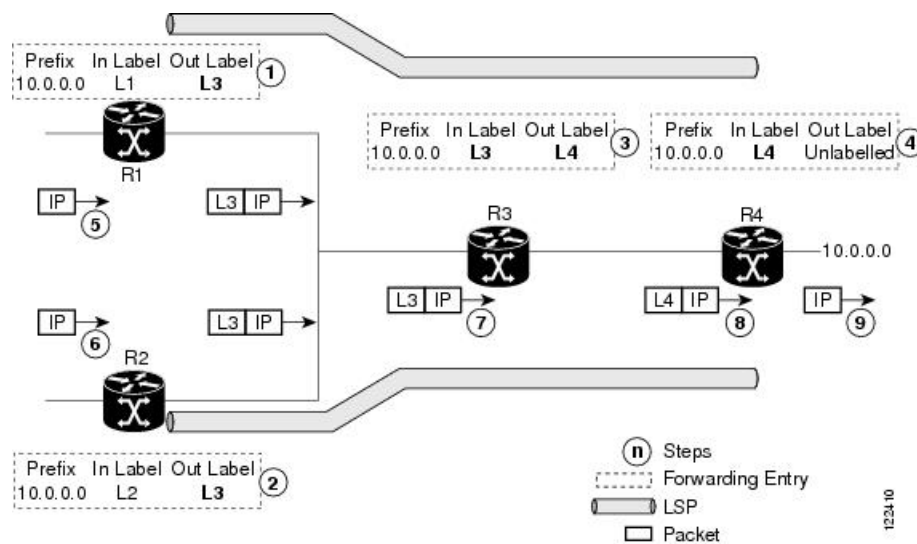 Prefix In Label Out Label
10.0.0.0 L1 L3
1
R1
Prefix In Label Out Label
10.0.0.0 L3 L4
3
Prefix In Label Out Label
10.0.0.0 L4 Unlabelled
4
IP
5
L3 IP
R3
R4
10.0.0.0
IP
6
L3 IP
L3 IP
7
L4 IP
8
IP
9
R2
Prefix In Label Out Label
10.0.0.0 L2 L3
2
n Steps
Forwarding Entry
LSP
Packet
122410